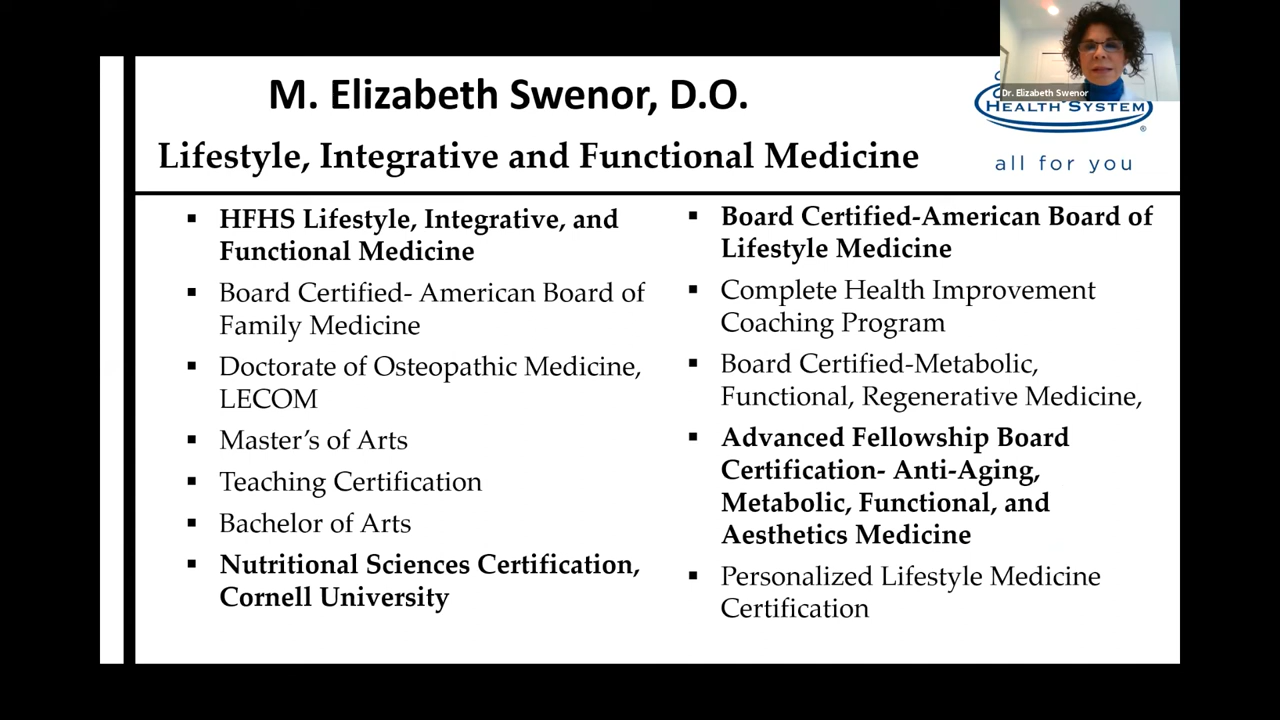 M. Elizabeth Swenor, D.O.
Lifestyle, Integrative and Functional Medicine
Dr. Elizabeth Swenor
HEALTH SYSTEM
®
all for you
▪ HFHS Lifestyle, Integrative, and
Functional Medicine
▪ Board Certified- American Board of
Family Medicine
▪ Doctorate of Osteopathic Medicine,
LECOM
▪ Master’s of Arts
▪ Teaching Certification
▪ Bachelor of Arts
▪ Nutritional Sciences Certification,
Cornell University
▪ Board Certified-American Board of
Lifestyle Medicine
▪ Complete Health Improvement
Coaching Program
▪ Board Certified-Metabolic,
Functional, Regenerative Medicine,
▪ Advanced Fellowship Board
Certification- Anti-Aging,
Metabolic, Functional, and
Aesthetics Medicine
▪ Personalized Lifestyle Medicine
Certification